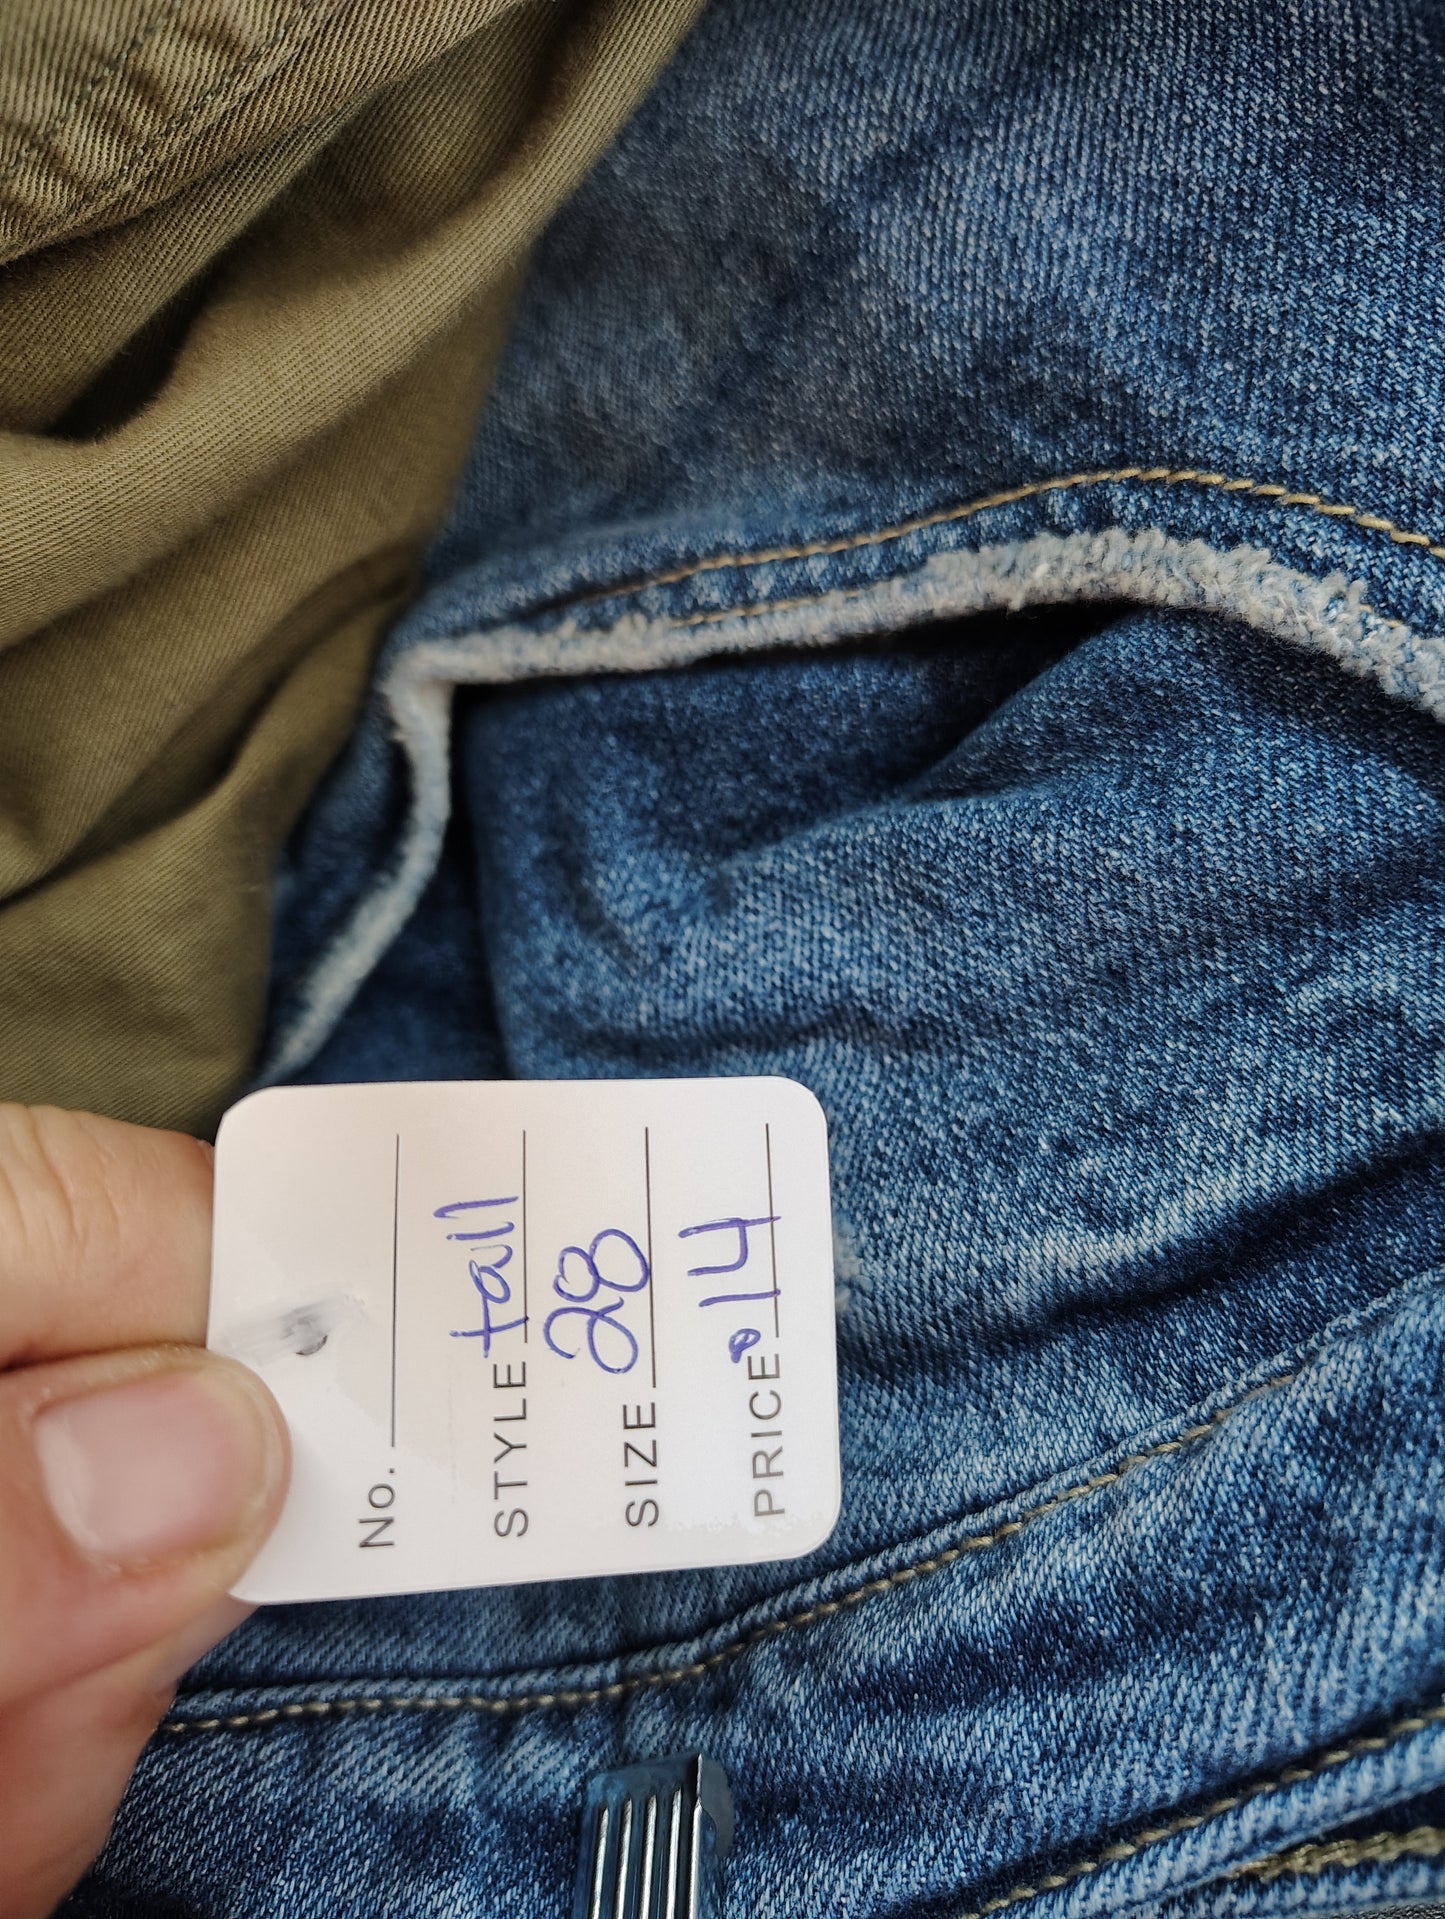 No.
STYLE tall
SIZE 28
PRICE .14